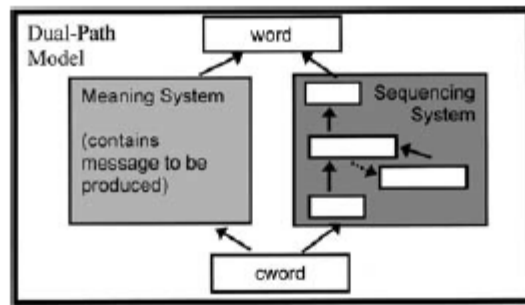 word
Dual-Path
Model
Meaning System
(contains
message to be
produced)
Sequencing
System
cword